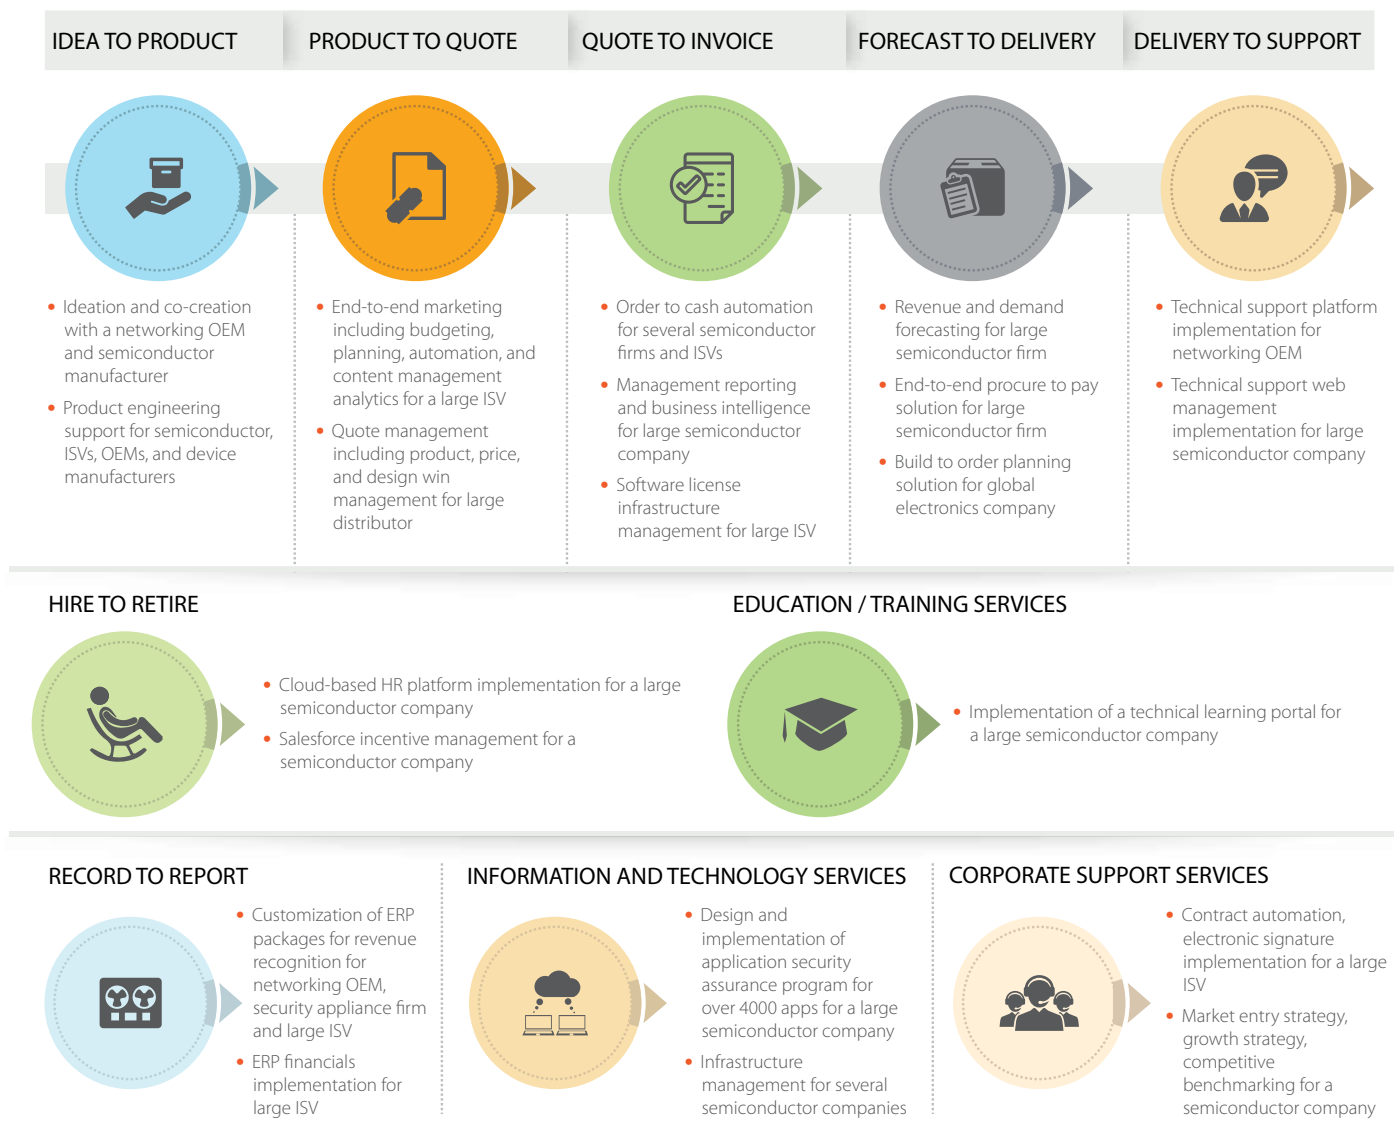 IDEA TO PRODUCT
PRODUCT TO QUOTE
QUOTE TO INVOICE
FORECAST TO DELIVERY
DELIVERY TO SUPPORT
• Ideation and co-creation
with a networking OEM
and semiconductor
manufacturer
• Product engineering
support for semiconductor,
ISVs, OEMs, and device
manufacturers
• End-to-end marketing
including budgeting,
planning, automation, and
content management
analytics for a large ISV
• Quote management
including product, price,
and design win
management for large
distributor
• Order to cash automation
for several semiconductor
firms and ISVs
• Management reporting
and business intelligence
for large semiconductor
company
• Software license
infrastructure
management for large ISV
• Revenue and demand
forecasting for large
semiconductor firm
• End-to-end procure to pay
solution for large
semiconductor firm
• Build to order planning
solution for global
electronics company
• Technical support platform
implementation for
networking OEM
• Technical support web
management
implementation for large
semiconductor company
HIRE TO RETIRE
• Cloud-based HR platform implementation for a large
semiconductor company
• Salesforce incentive management for a
semiconductor company
EDUCATION / TRAINING SERVICES
• Implementation of a technical learning portal for
a large semiconductor company
RECORD TO REPORT
• Customization of ERP
packages for revenue
recognition for
networking OEM,
security appliance firm
and large ISV
• ERP financials
implementation for
large ISV
INFORMATION AND TECHNOLOGY SERVICES
• Design and
implementation of
application security
assurance program for
over 4000 apps for a large
semiconductor company
• Infrastructure
management for several
semiconductor companies
CORPORATE SUPPORT SERVICES
• Contract automation,
electronic signature
implementation for a large
ISV
• Market entry strategy,
growth strategy,
competitive
benchmarking for a
semiconductor company